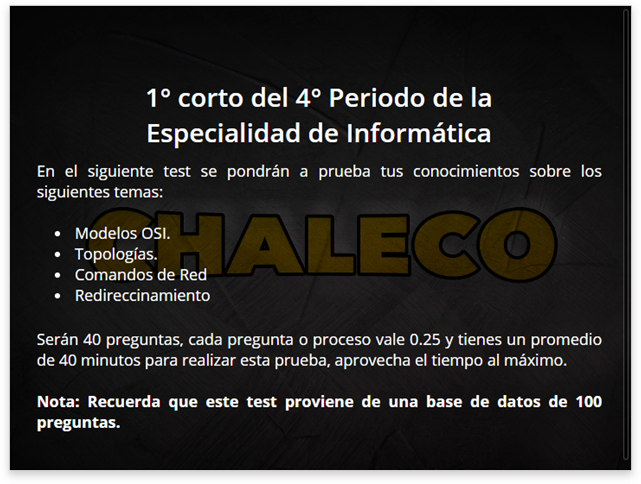 1° corto del 4° Periodo de la
Especialidad de Informática
En el siguiente test se pondrán a prueba tus conocimientos sobre los
siguientes temas:
• Modelos OSI.
• Topologías.
CHALECO
• Comandos de Red
• Redireccinamiento
Serán 40 preguntas, cada pregunta o proceso vale 0.25 y tienes un promedio
de 40 minutos para realizar esta prueba, aprovecha el tiempo al máximo.
Nota: Recuerda que este test proviene de una base de datos de 100
preguntas.